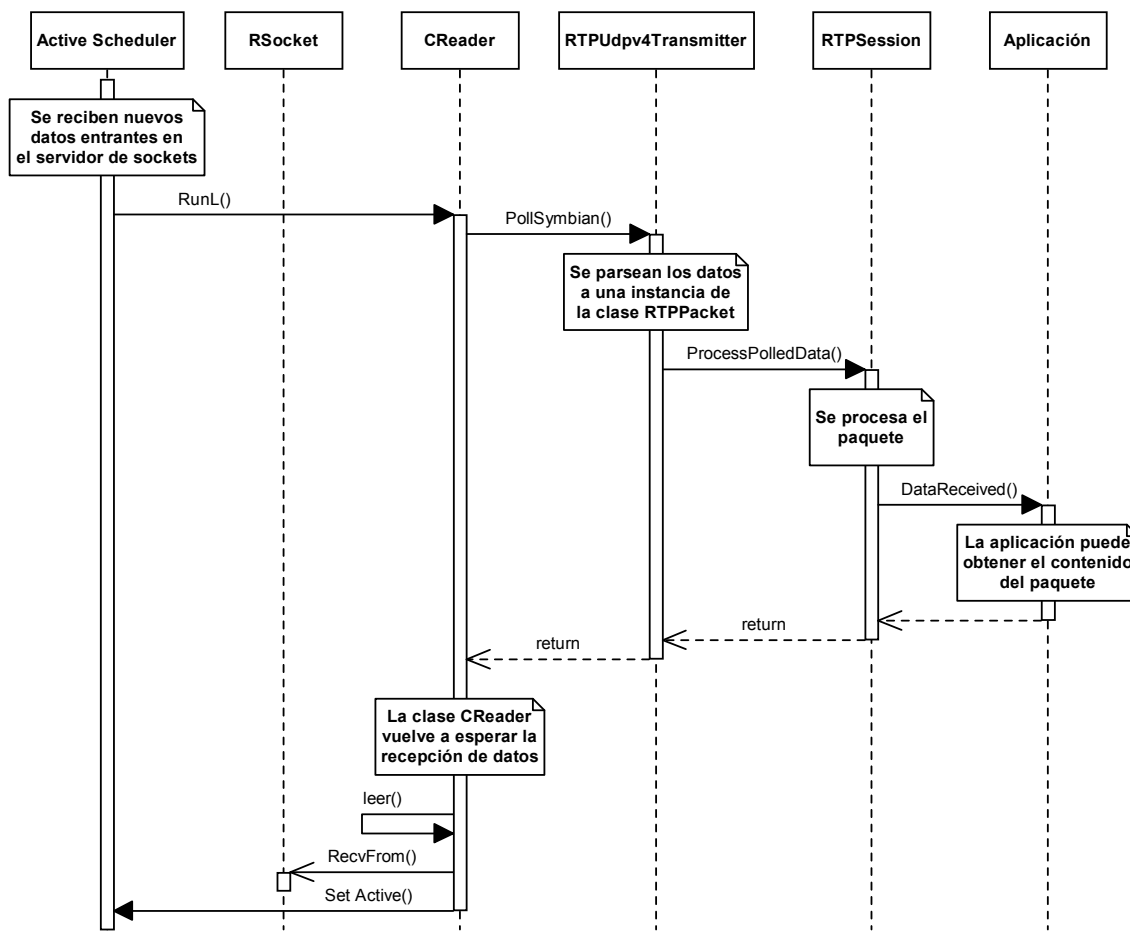 Active Scheduler
RSocket
CReader
RTPUdpv4Transmitter
RTPSession
Aplicación
Se reciben nuevos
datos entrantes en
el servidor de sockets
RunL()
PollSymbian()
Se parsean los datos
a una instancia de
la clase RTPPacket
ProcessPolledData()
Se procesa el
paquete
DataReceived()
La aplicación puede
obtener el contenido
del paquete
return
return
La clase CReader
vuelve a esperar la
recepción de datos
leer()
RecvFrom()
Set Active()